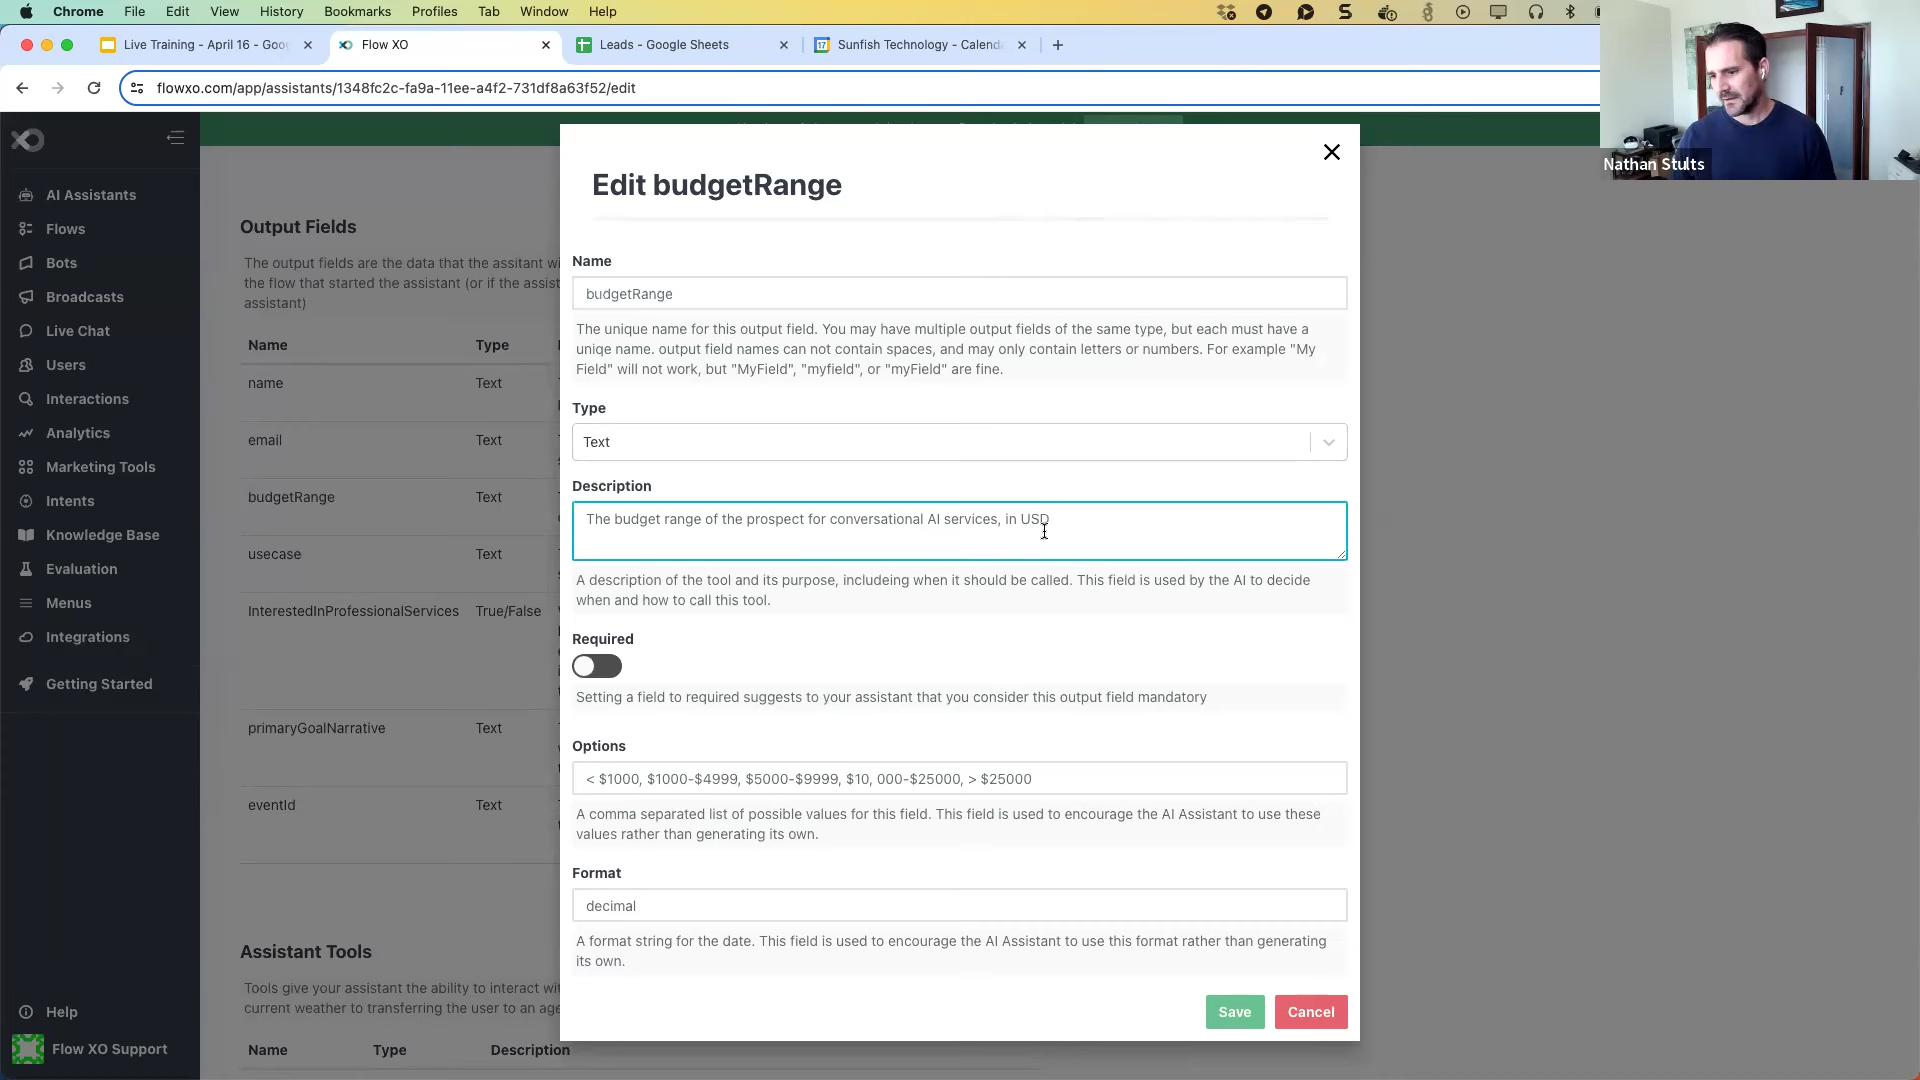 Chrome File Edit View History Bookmarks Profiles Tab Window Help
Live Training - April 16 - Goo
Flow XO
Leads - Google Sheets
17 Sunfish Technology - Calend
flowxo.com/app/assistants/1348fc2c-fa9a-11ee-a4f2-731df8a63f52/edit
Nathan Stults
XO
AI Assistants
Flows
Bots
Broadcasts
Live Chat
Users
Interactions
Analytics
Marketing Tools
Intents
Knowledge Base
Evaluation
Menus
Integrations
Getting Started
Help
Flow XO Support
Output Fields
The output fields are the data that the assitant wi
the flow that started the assistant (or if the assist
assistant)
Name Type
name Text
email Text
budgetRange Text
usecase Text
InterestedInProfessionalServices True/False
primaryGoalNarrative Text
eventId Text
Assistant Tools
Tools give your assistant the ability to interact wit
current weather to transferring the user to an age
Name Type Description
Edit budgetRange
Name
budgetRange
The unique name for this output field. You may have multiple output fields of the same type, but each must have a
uniqe name. output field names can not contain spaces, and may only contain letters or numbers. For example "My
Field" will not work, but "MyField", "myfield", or "myField" are fine.
Type
Text
Description
The budget range of the prospect for conversational AI services, in USD
A description of the tool and its purpose, includeing when it should be called. This field is used by the AI to decide
when and how to call this tool.
Required
Setting a field to required suggests to your assistant that you consider this output field mandatory
Options
< $1000, $1000-$4999, $5000-$9999, $10, 000-$25000, > $25000
A comma separated list of possible values for this field. This field is used to encourage the AI Assistant to use these
values rather than generating its own.
Format
decimal
A format string for the date. This field is used to encourage the AI Assistant to use this format rather than generating
its own.
Save Cancel